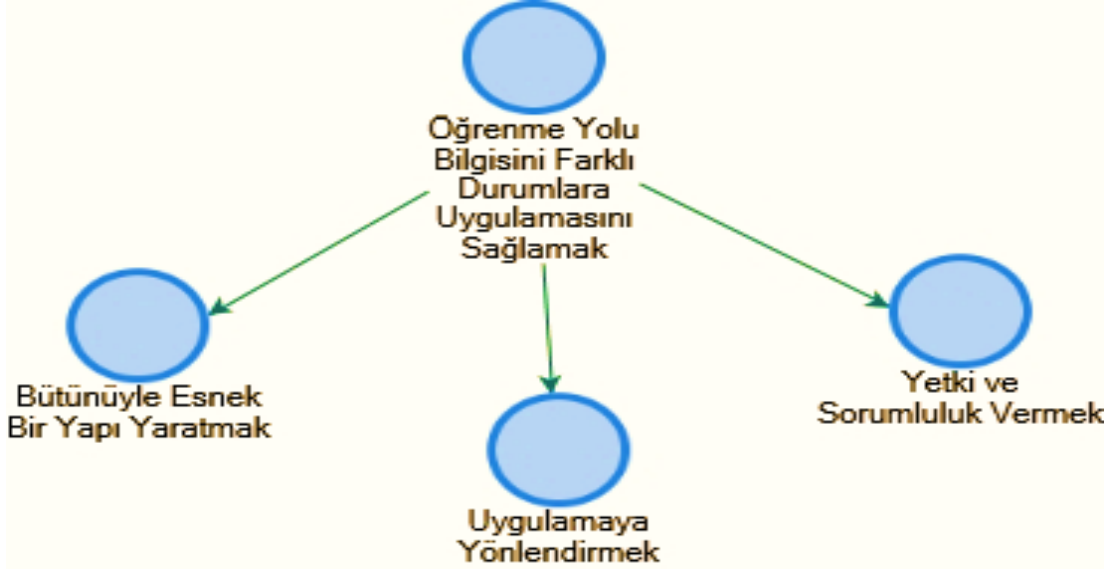 Öğrenme Yolu
Bilgisini Farklı
Durumlara
Uygulamasını
Sağlamak
Bütünüyle Esnek
Bir Yapı Yaratmak
Yetki ve
Sorumluluk Vermek
Uygulamaya
Yönlendirmek